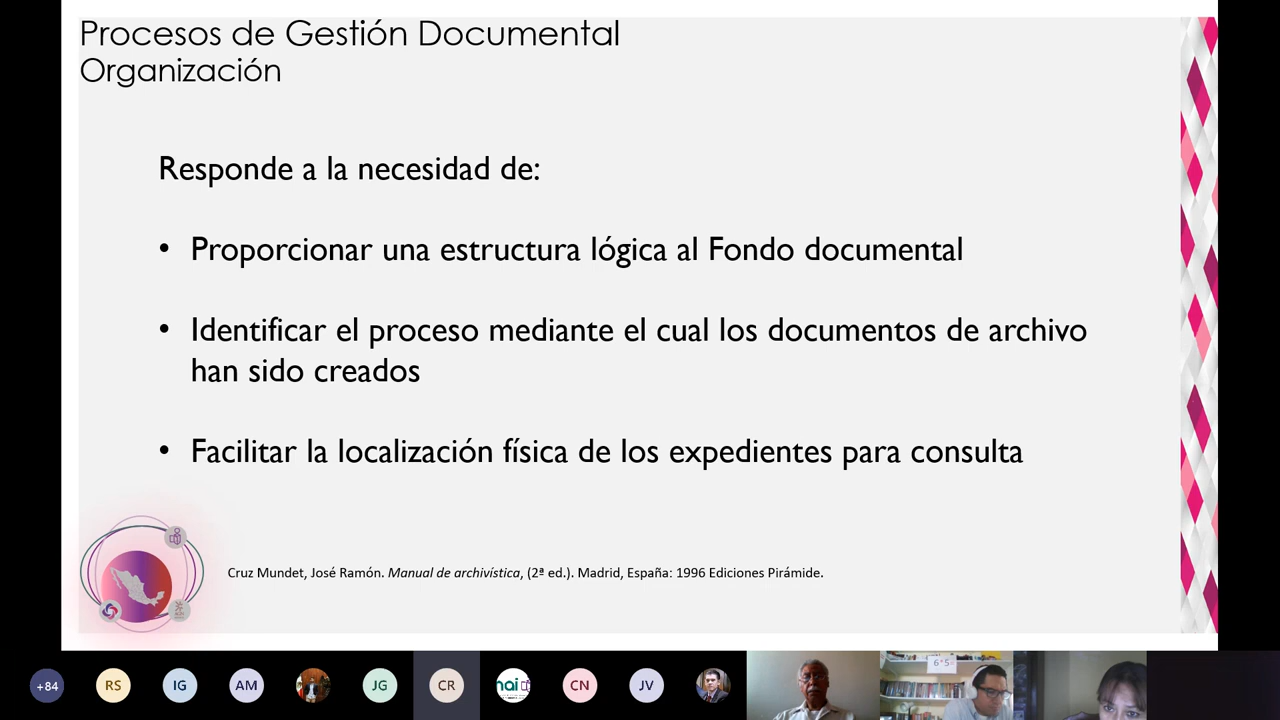 Procesos de Gestión Documental
Organización
Responde a la necesidad de:
• Proporcionar una estructura lógica al Fondo documental
• Identificar el proceso mediante el cual los documentos de archivo
han sido creados
• Facilitar la localización física de los expedientes para consulta
Cruz Mundet, José Ramón. Manual de archivística, (2ª ed.). Madrid, España: 1996 Ediciones Pirámide.
+84 RS IG AM JG CR nai CN JV 6*5=